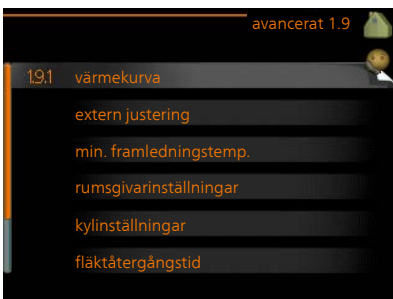 avancerat 1.9
1.9.1 värmekurva
extern justering
min. framledningstemp.
rumsgivarinställningar
kylinställningar
fläktåtergångstid